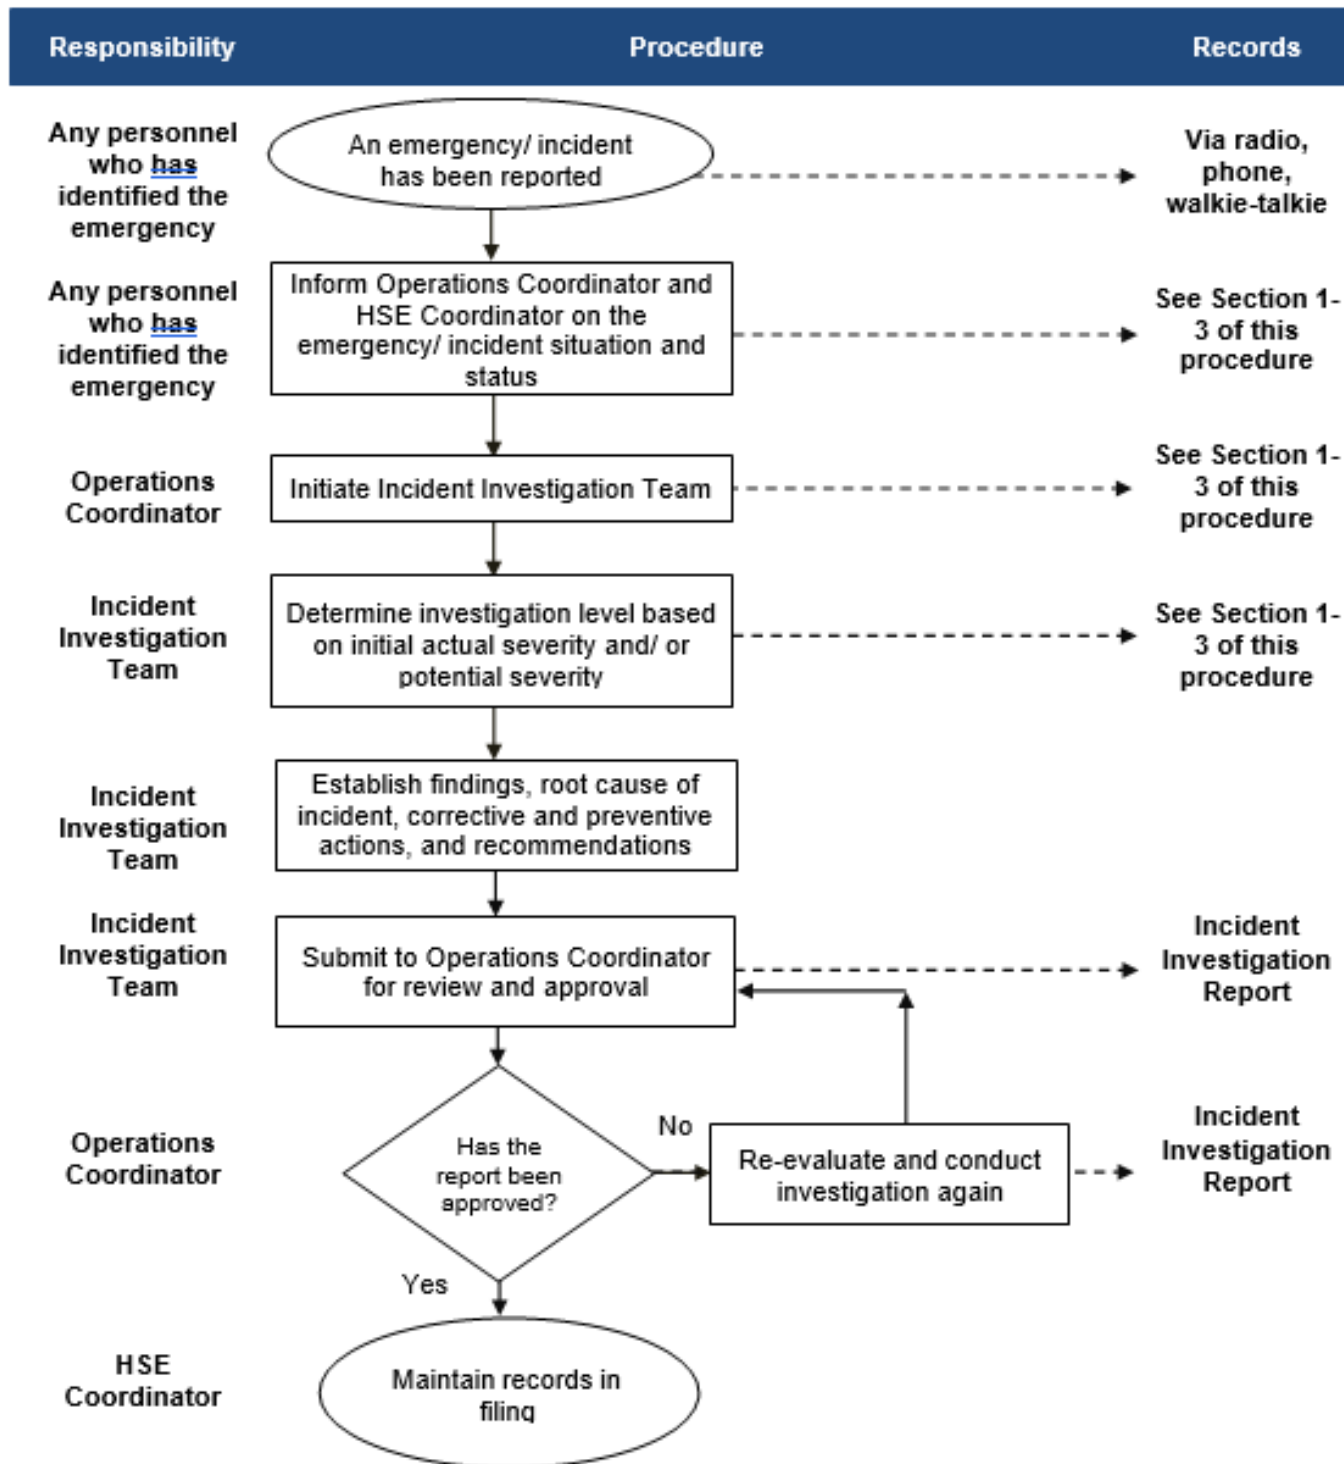 Responsibility Procedure Records
Any personnel
who has
identified the
emergency
An emergency/ incident
has been reported
Via radio,
phone,
walkie-talkie
Any personnel
who has
identified the
emergency
Inform Operations Coordinator and
HSE Coordinator on the
emergency/ incident situation and
status
See Section 1-
3 of this
procedure
Operations
Coordinator
Initiate Incident Investigation Team
See Section 1-
3 of this
procedure
Incident
Investigation
Team
Determine investigation level based
on initial actual severity and/ or
potential severity
See Section 1-
3 of this
procedure
Incident
Investigation
Team
Establish findings, root cause of
incident, corrective and preventive
actions, and recommendations
Incident
Investigation
Team
Submit to Operations Coordinator
for review and approval
Incident
Investigation
Report
Operations
Coordinator
Has the
report been
approved?
No
Re-evaluate and conduct
investigation again
Incident
Investigation
Report
Yes
HSE
Coordinator
Maintain records in
filing